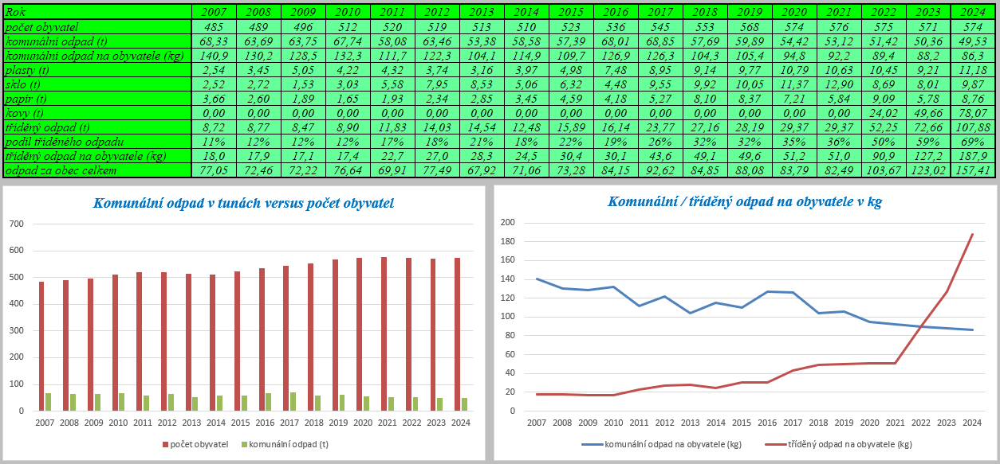 Rok 2007 2008 2009 2010 2011 2012 2013 2014 2015 2016 2017 2018 2019 2020 2021 2022 2023 2024
počet obyvatel 485 489 496 512 520 519 513 510 523 536 545 553 568 574 576 575 571 574
komunální odpad (t) 68,33 63,69 63,75 67,74 58,08 63,46 53,38 58,58 57,39 68,01 68,85 57,69 59,89 54,42 53,12 51,42 50,36 49,53
komunální odpad na obyvatele (kg) 140,9 130,2 128,5 132,3 111,7 122,3 104,1 114,9 109,7 126,9 126,3 104,3 105,4 94,8 92,2 89,4 88,2 86,3
plasty (t) 2,54 3,45 5,05 4,22 4,32 3,74 3,16 3,97 4,98 7,48 8,95 9,14 9,77 10,79 10,63 10,45 9,21 11,18
sklo (t) 2,52 2,72 1,53 3,03 5,58 7,95 8,53 5,06 6,32 4,48 9,55 9,92 10,05 11,37 12,90 8,69 8,01 9,87
papír (t) 3,66 2,60 1,89 1,65 1,93 2,34 2,85 3,45 4,59 4,18 5,27 8,10 8,37 7,21 5,84 9,09 5,78 8,76
kovy (t) 0,00 0,00 0,00 0,00 0,00 0,00 0,00 0,00 0,00 0,00 0,00 0,00 0,00 0,00 0,00 24,02 49,66 78,07
tříděný odpad (t) 8,72 8,77 8,47 8,90 11,83 14,03 14,54 12,48 15,89 16,14 23,77 27,16 28,19 29,37 29,37 52,25 72,66 107,88
podíl tříděného odpadu 11% 12% 12% 12% 17% 18% 21% 18% 22% 19% 26% 32% 32% 35% 36% 50% 59% 69%
tříděný odpad na obyvatele (kg) 18,0 17,9 17,1 17,4 22,7 27,0 28,3 24,5 30,4 30,1 43,6 49,1 49,6 51,2 51,0 90,9 127,2 187,9
odpad za obec celkem 77,05 72,46 72,22 76,64 69,91 77,49 67,92 71,06 73,28 84,15 92,62 84,85 88,08 83,79 82,49 103,67 123,02 157,41
Komunální odpad v tunách versus počet obyvatel
700
600
500
400
300
200
100
0
2007 2008 2009 2010 2011 2012 2013 2014 2015 2016 2017 2018 2019 2020 2021 2022 2023 2024
počet obyvatel komunální odpad (t)
Komunální / tříděný odpad na obyvatele v kg
200
180
160
140
120
100
80
60
40
20
0
2007 2008 2009 2010 2011 2012 2013 2014 2015 2016 2017 2018 2019 2020 2021 2022 2023 2024
komunální odpad na obyvatele (kg) tříděný odpad na obyvatele (kg)